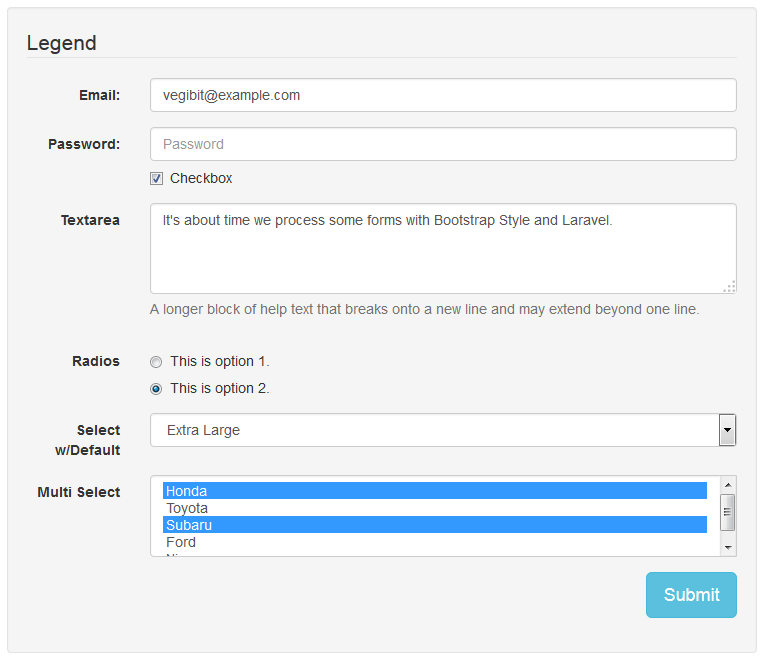 Legend
Email:
vegibit@example.com
Password:
Password
Checkbox
Textarea
It's about time we process some forms with Bootstrap Style and Laravel.
A longer block of help text that breaks onto a new line and may extend beyond one line.
Radios
This is option 1.
This is option 2.
Select
w/Default
Extra Large
Multi Select
Honda
Toyota
Subaru
Ford
Submit